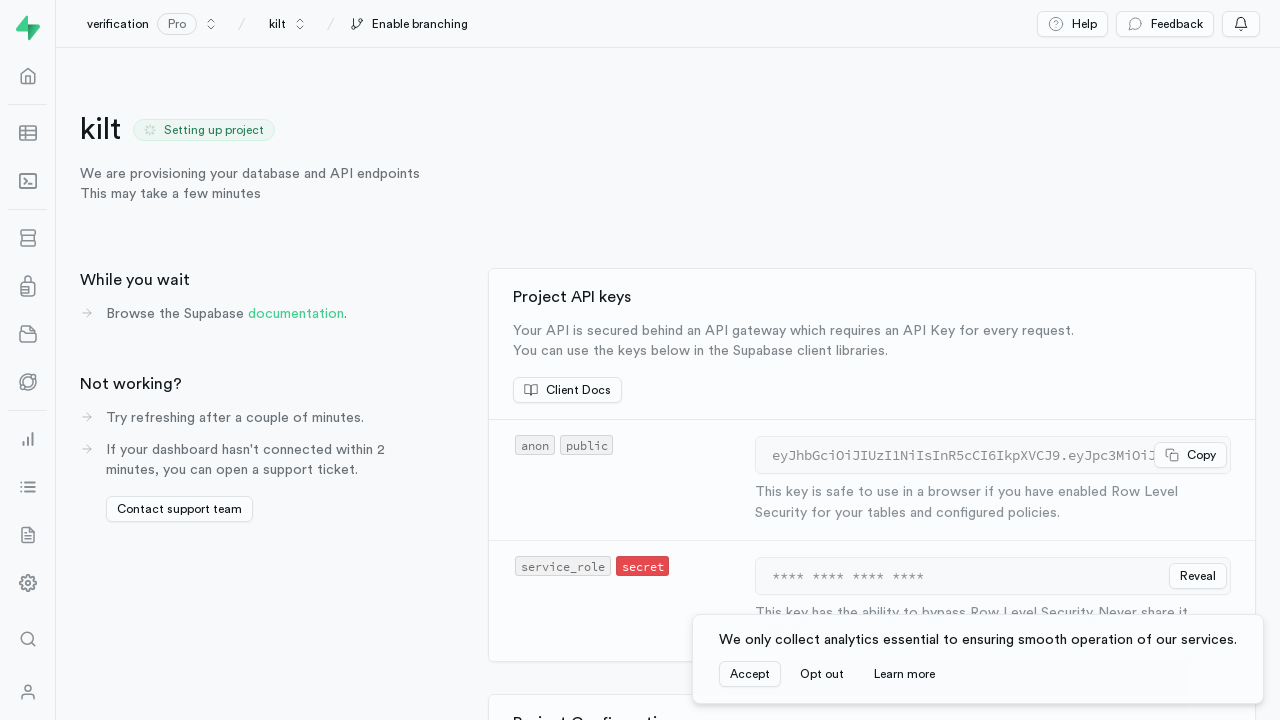 verification Pro / kilt / Enable branching
Help Feedback
kilt Setting up project
We are provisioning your database and API endpoints
This may take a few minutes
While you wait
Browse the Supabase documentation.
Not working?
Try refreshing after a couple of minutes.
If your dashboard hasn't connected within 2
minutes, you can open a support ticket.
Contact support team
Project API keys
Your API is secured behind an API gateway which requires an API Key for every request.
You can use the keys below in the Supabase client libraries.
Client Docs
anon public
eyJhbGciOiJIUzI1NiIsInR5cCI6IkpXVCJ9.eyJpc3MiOiJ Copy
This key is safe to use in a browser if you have enabled Row Level
Security for your tables and configured policies.
service_role secret
**** **** **** **** Reveal
This key has the ability to bypass Row Level Security. Never share it
We only collect analytics essential to ensuring smooth operation of our services.
Accept Opt out Learn more
Project Configuration